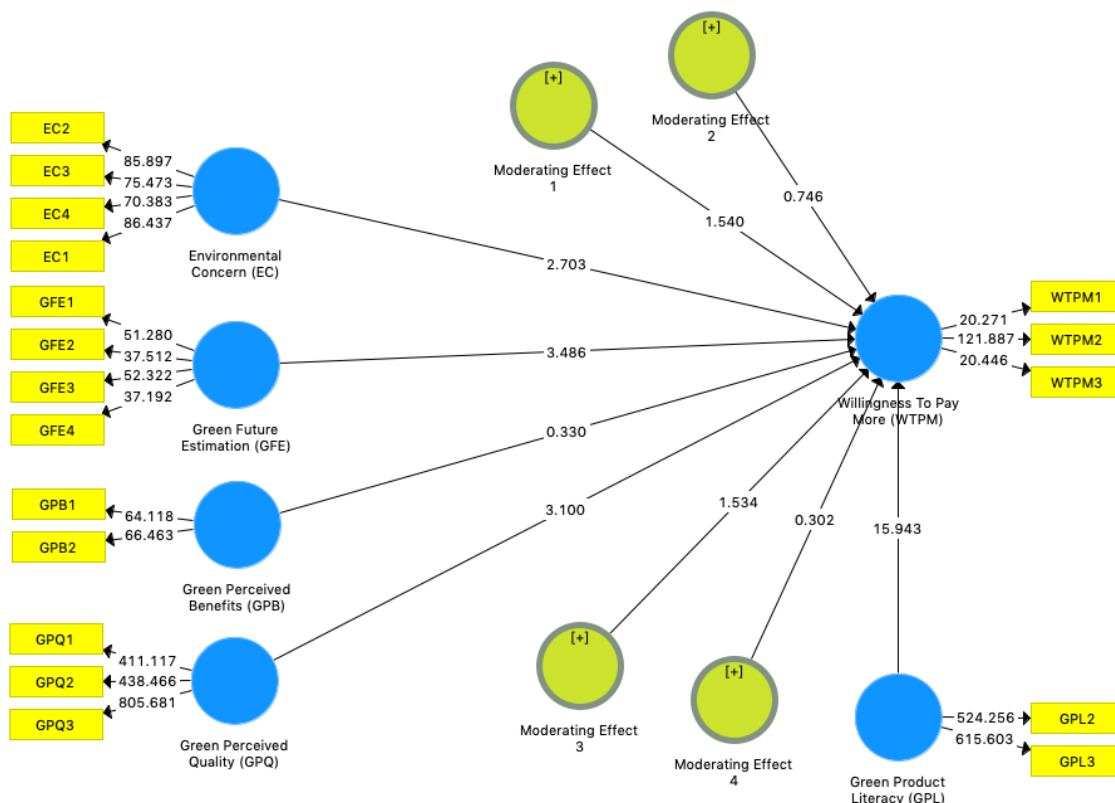 [+]
Moderating Effect
2
[+]
Moderating Effect
1
EC2
EC3
EC4
EC1
85.897
75.473
70.383
86.437
Environmental
Concern (EC)
0.746
1.540
2.703
GFE1
GFE2
GFE3
GFE4
51.280
37.512
52.322
37.192
Green Future
Estimation (GFE)
3.486
WTPM1
WTPM2
WTPM3
20.271
121.887
20.446
Willingness To Pay
More (WTPM)
0.330
GPB1
GPB2
64.118
66.463
Green Perceived
Benefits (GPB)
3.100
1.534
0.302
15.943
GPQ1
GPQ2
GPQ3
411.117
438.466
805.681
Green Perceived
Quality (GPQ)
[+]
Moderating Effect
3
[+]
Moderating Effect
4
524.256
615.603
GPL2
GPL3
Green Product
Literacy (GPL)